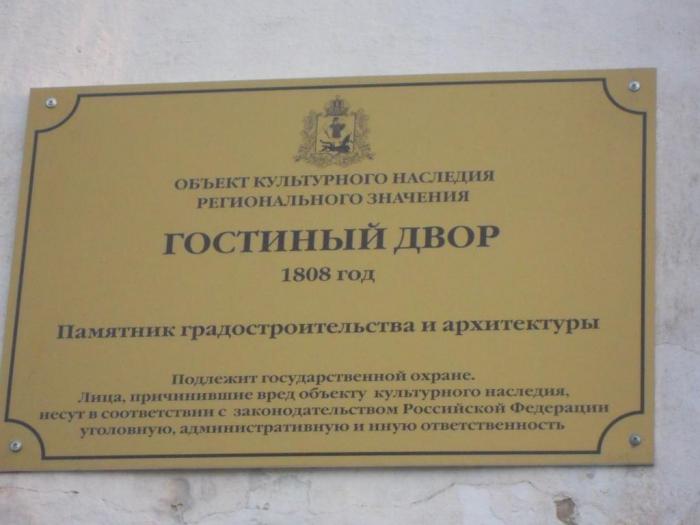 ОБЪЕКТ КУЛЬТУРНОГО НАСЛЕДИЯ
РЕГИОНАЛЬНОГО ЗНАЧЕНИЯ
ГОСТИНЫЙ ДВОР
1808 год
Памятник градостроительства и архитектуры
Подлежит государственной охране.
Лица, причинившие вред объекту культурного наследия,
несут в соответствии с законодательством Российской Федерации
уголовную, административную и иную ответственность